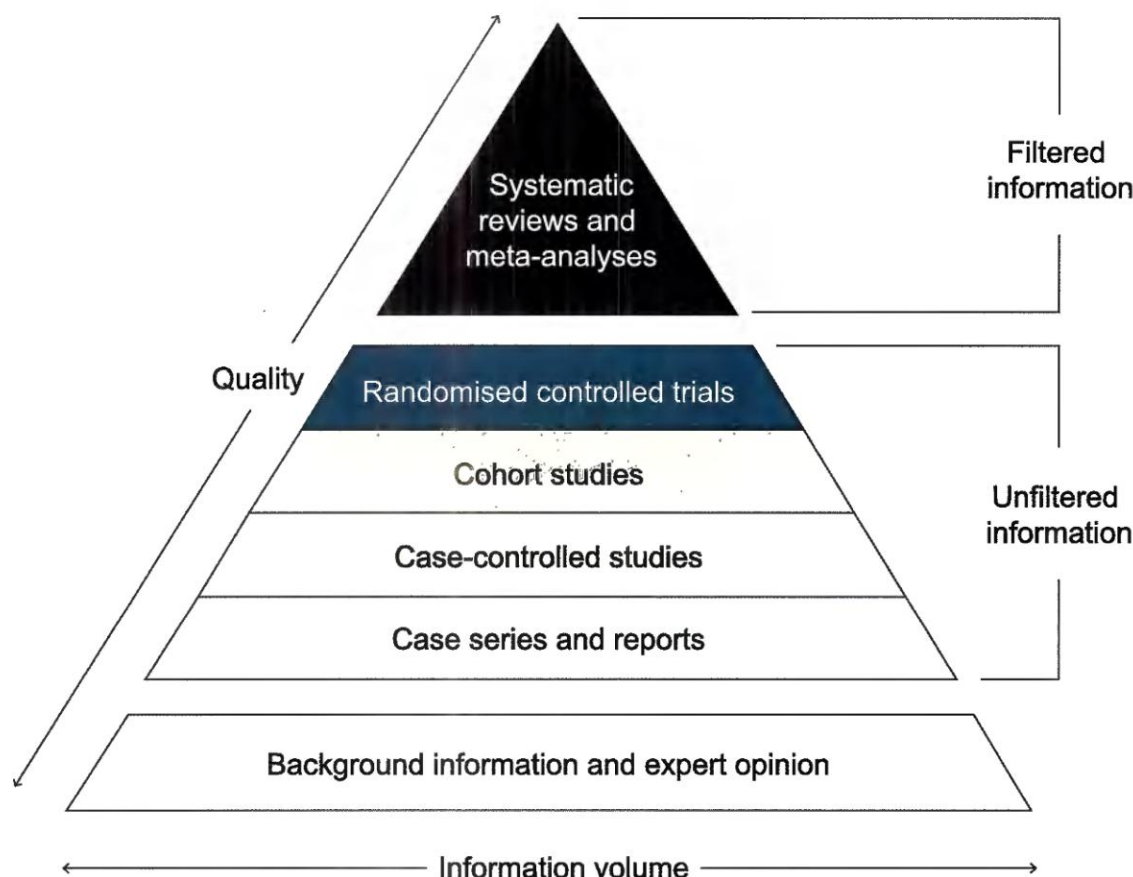 Systematic
reviews and
meta-analyses
Filtered
information
Quality
Randomised controlled trials
Cohort studies
Unfiltered
information
Case-controlled studies
Case series and reports
Background information and expert opinion
Information volume